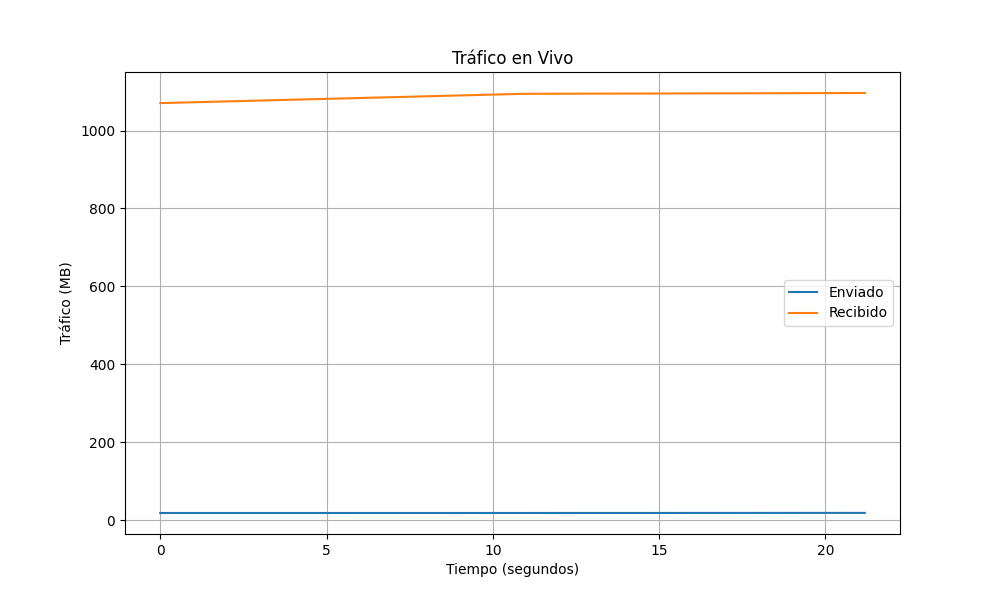 Tráfico en Vivo
Tráfico (MB)
1000
800
600
400
200
0
Enviado
Recibido
0 5 10 15 20
Tiempo (segundos)